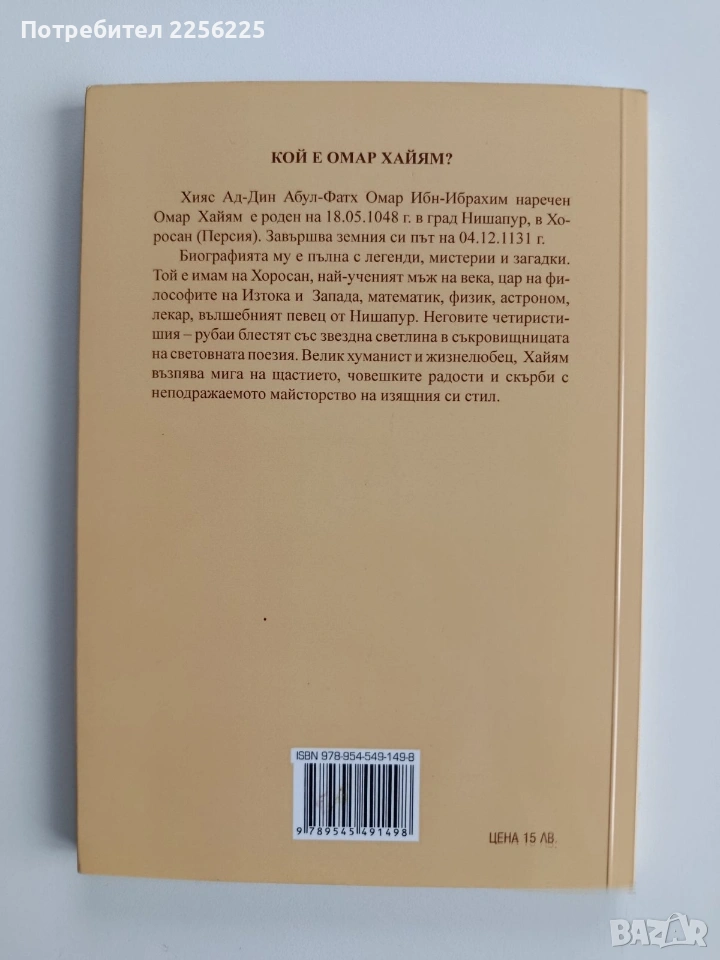 Потребител 2256225
КОЙ Е ОМАР ХАЙЯМ?
Хияс Ад-Дин Абул-Фатх Омар Ибн-Ибрахим наречен
Омар Хайям е роден на 18.05.1048 г. в град Нишапур, в Хо-
росан (Персия). Завършва земния си път на 04.12.1131 г.
Биографията му е пълна с легенди, мистерии и загадки.
Той е имам на Хоросан, най-ученият мъж на века, цар на фи-
лософите на Изтока и Запада, математик, физик, астроном,
лекар, вълшебният певец от Нишапур. Неговите четиристи-
шия – рубаи блестят със звездна светлина в съкровищницата
на световната поезия. Велик хуманист и жизнелюбец, Хайям
възпява мига на щастието, човешките радости и скърби с
неподражаемото майсторство на изящния си стил.
ISBN 978-954-549-149-8
9 789545 491498
ЦЕНА 15 ЛВ.
BAZAR